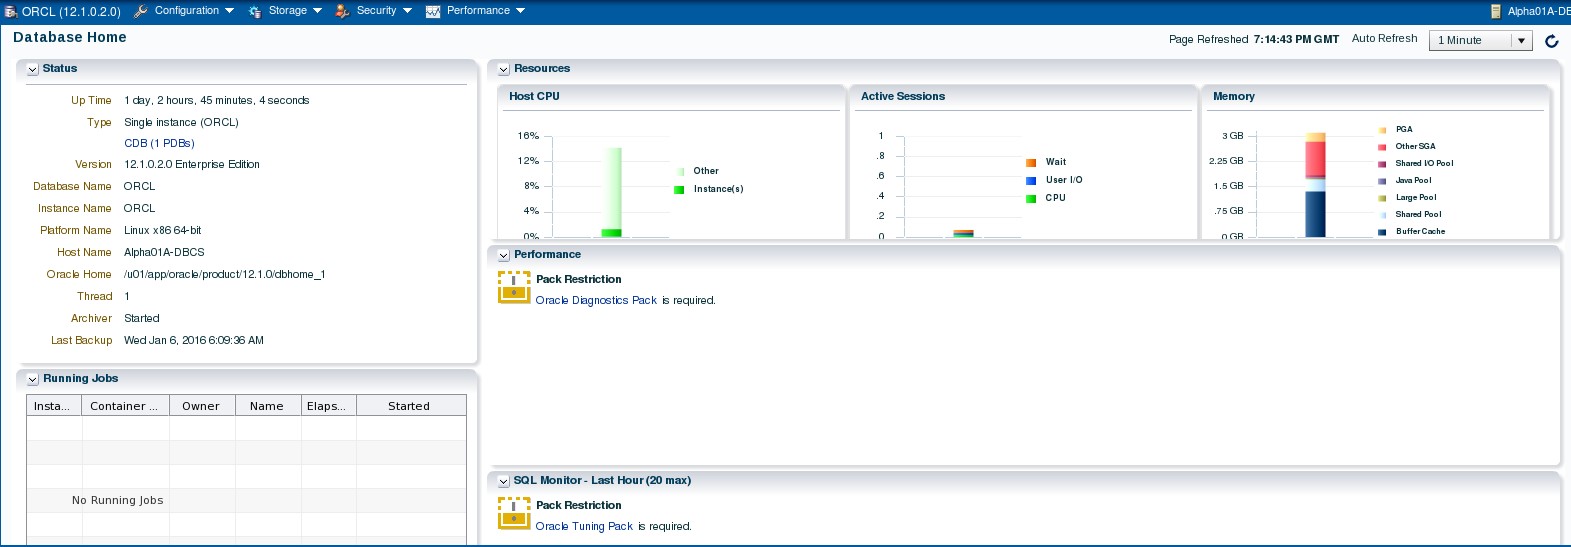 ORCL (12.1.0.2.0) Configuration Storage Security Performance Alpha01A-DB
Database Home
Page Refreshed 7:14:43 PM GMT Auto Refresh 1 Minute
Status
Up Time 1 day, 2 hours, 45 minutes, 4 seconds
Type Single instance (ORCL)
CDB (1 PDBs)
Version 12.1.0.2.0 Enterprise Edition
Database Name ORCL
Instance Name ORCL
Platform Name Linux x86 64-bit
Host Name Alpha01A-DBCS
Oracle Home /u01/app/oracle/product/12.1.0/dbhome_1
Thread 1
Archiver Started
Last Backup Wed Jan 6, 2016 6:09:36 AM
Running Jobs
Insta... Container ... Owner Name Elaps... Started
No Running Jobs
Resources
Host CPU
16%
12%
8%
4%
0%
Other
Instance(s)
Active Sessions
1
.8
.6
.4
.2
0
Wait
User I/O
CPU
Memory
3 GB
2.25 GB
1.5 GB
.75 GB
0 GB
PGA
Other SGA
Shared I/O Pool
Java Pool
Large Pool
Shared Pool
Buffer Cache
Performance
Pack Restriction
Oracle Diagnostics Pack is required.
SQL Monitor - Last Hour (20 max)
Pack Restriction
Oracle Tuning Pack is required.